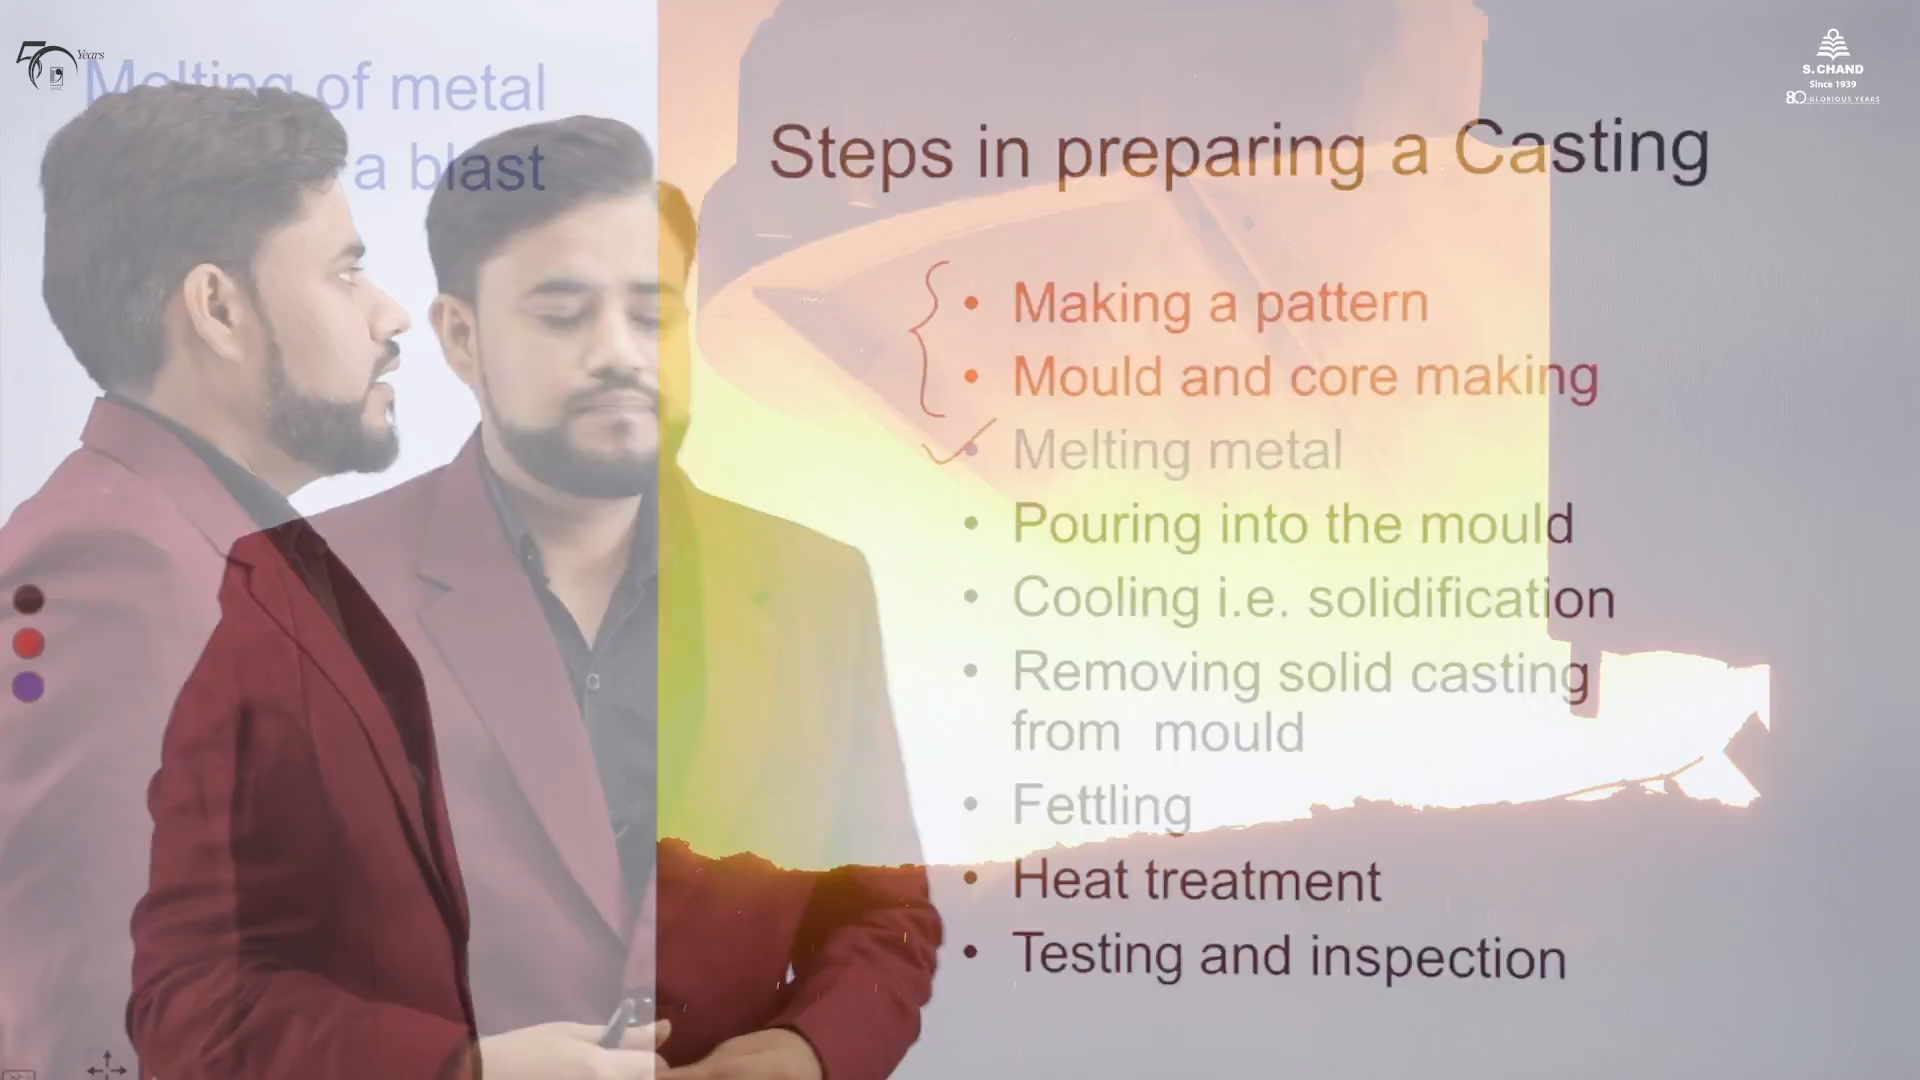 50 Years
Melting of metal
a blast
S. CHAND
Since 1939
80 GLORIOUS YEARS
Steps in preparing a Casting
• Making a pattern
• Mould and core making
• Melting metal
• Pouring into the mould
• Cooling i.e. solidification
• Removing solid casting
from mould
• Fettling
• Heat treatment
• Testing and inspection